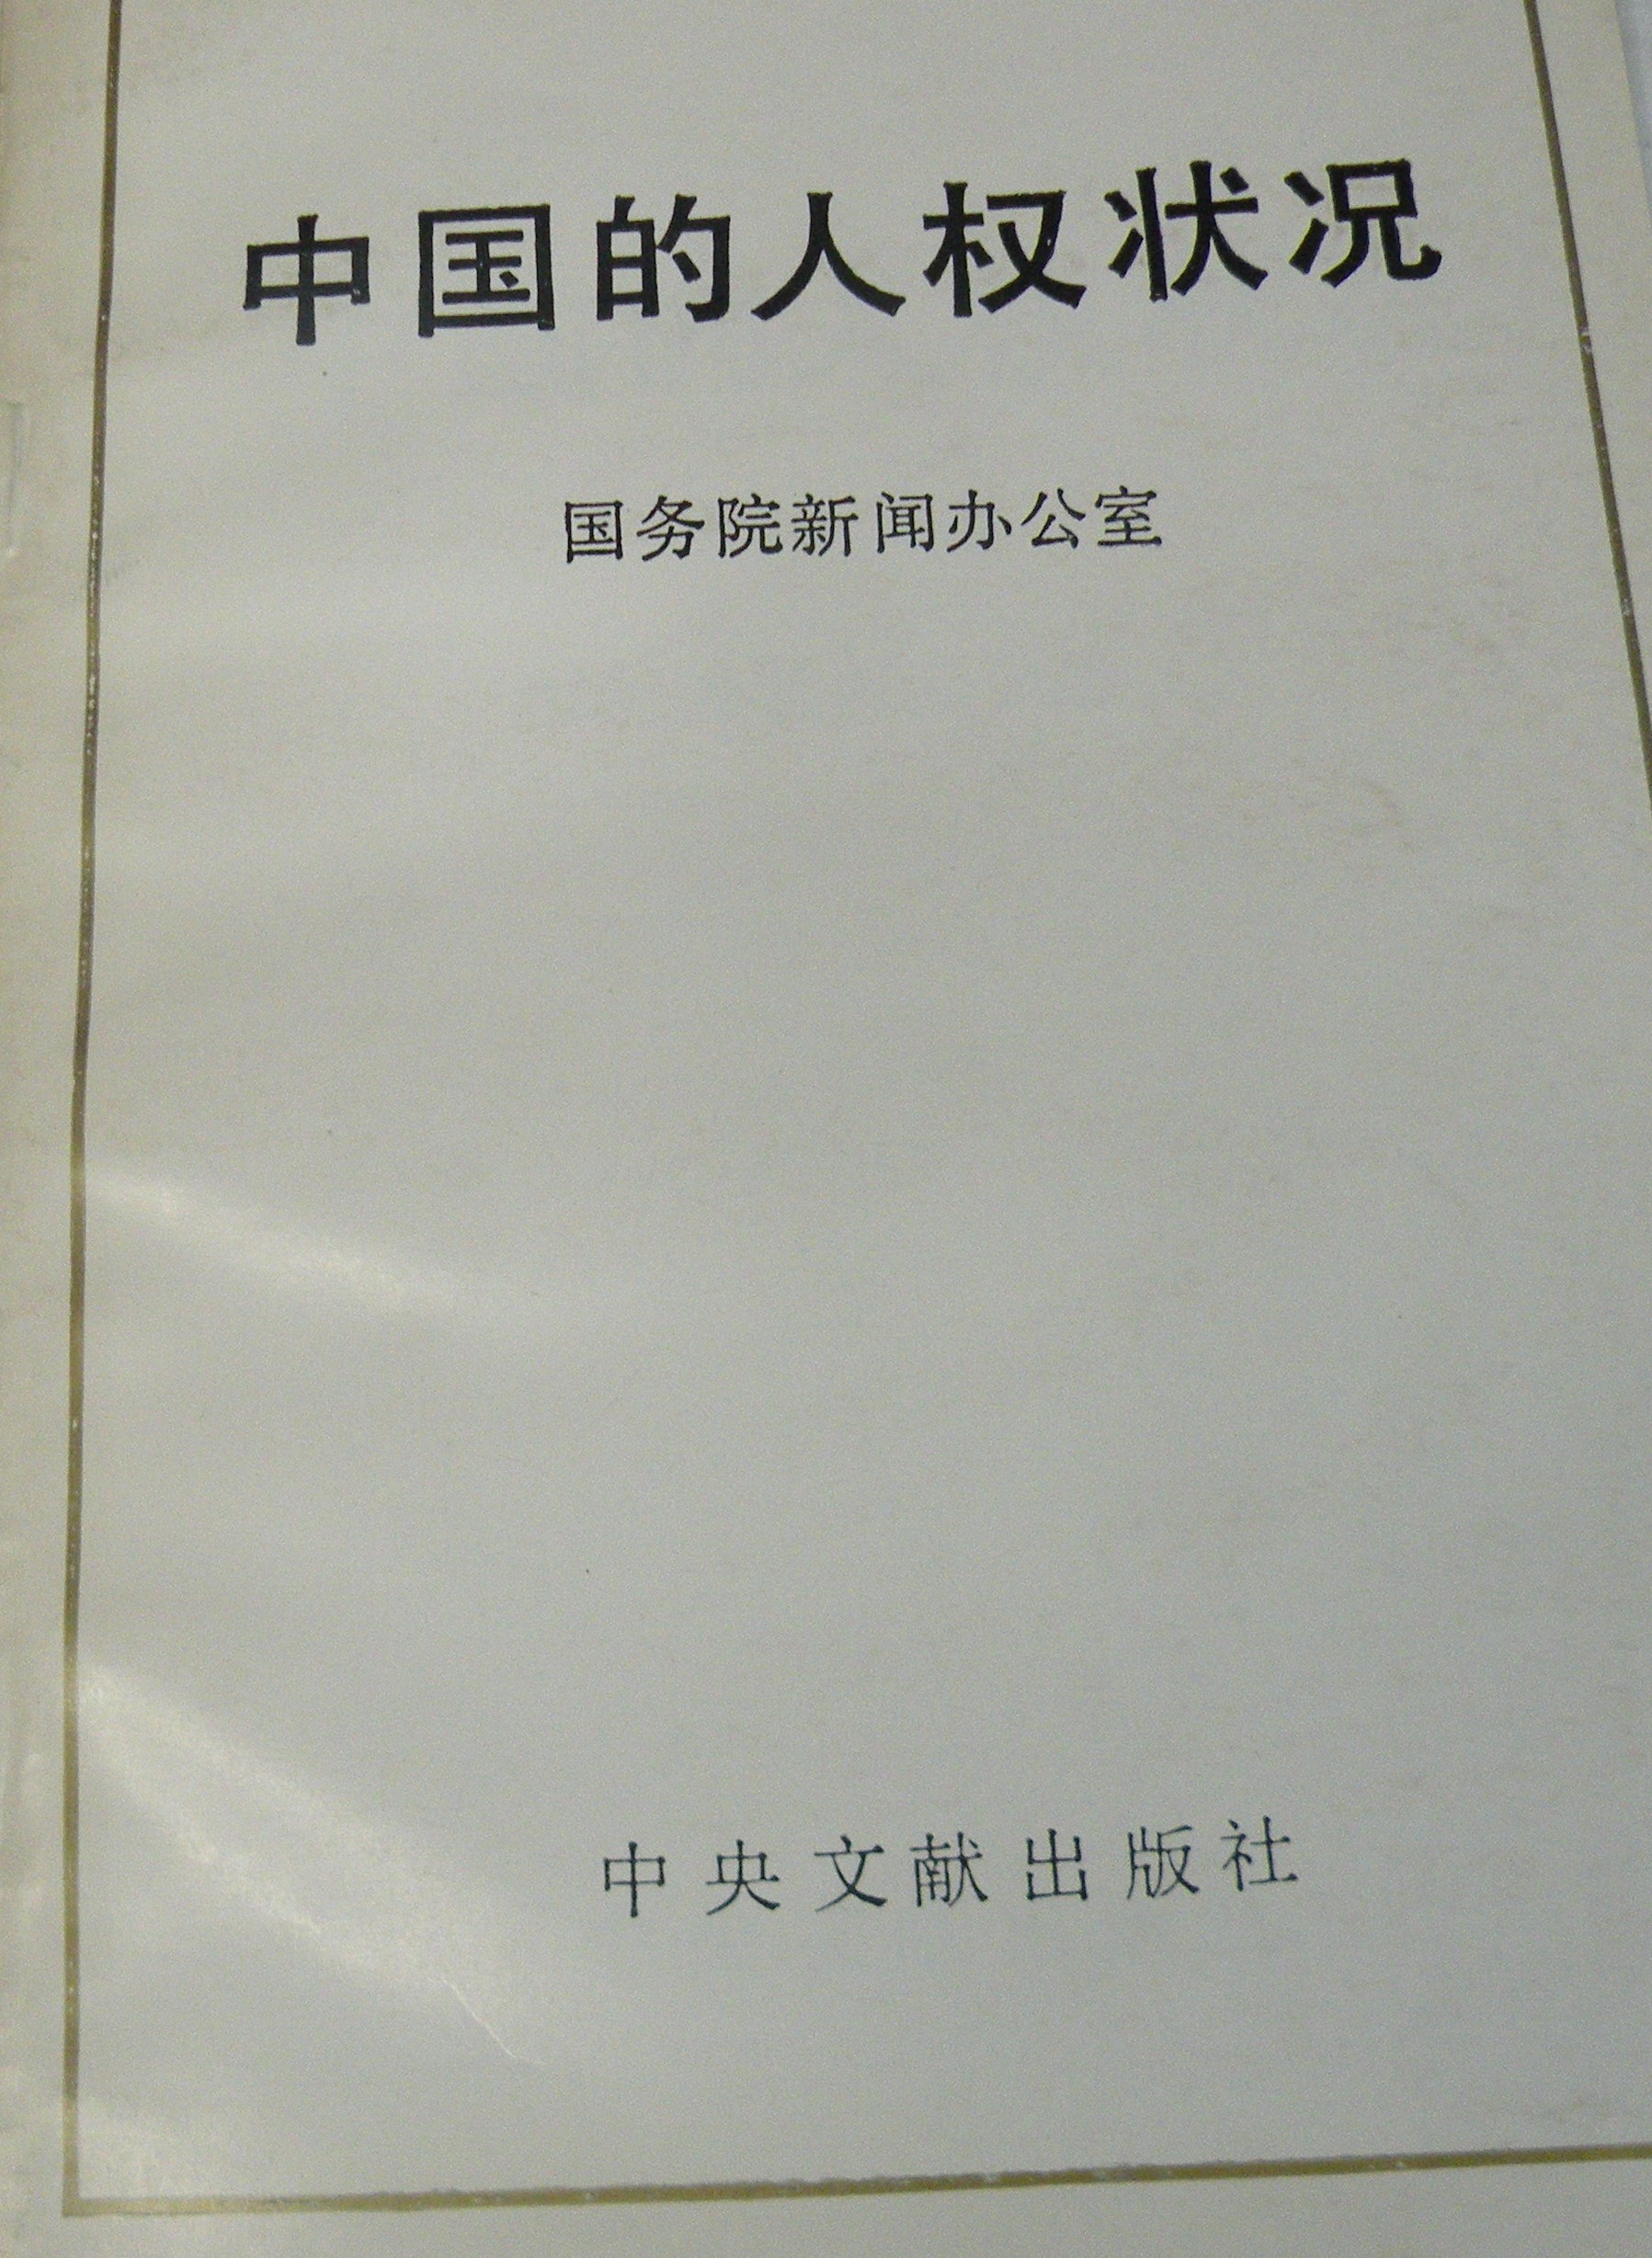 中国的人权状况
国务院新闻办公室
中央文献出版社